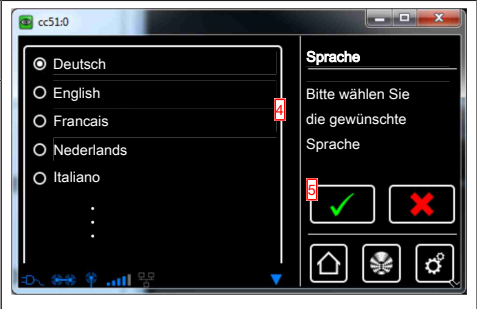 cc51:0
Deutsch
English
Francais
Nederlands
Italiano
4
Sprache
Bitte wählen Sie
die gewünschte
Sprache
5